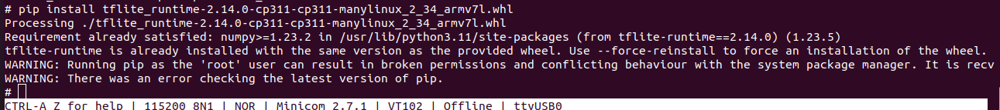 # pip install tflite_runtime-2.14.0-cp311-cp311-manylinux_2_34_armv7l.whl
Processing ./tflite_runtime-2.14.0-cp311-cp311-manylinux_2_34_armv7l.whl
Requirement already satisfied: numpy>=1.23.2 in /usr/lib/python3.11/site-packages (from tflite-runtime==2.14.0) (1.23.5)
tflite-runtime is already installed with the same version as the provided wheel. Use --force-reinstall to force an installation of the wheel.
WARNING: Running pip as the 'root' user can result in broken permissions and conflicting behaviour with the system package manager. It is recv
WARNING: There was an error checking the latest version of pip.
#
CTRL-A Z for help | 115200 8N1 | NOR | Minicom 2.7.1 | VT102 | Offline | ttyUSB0